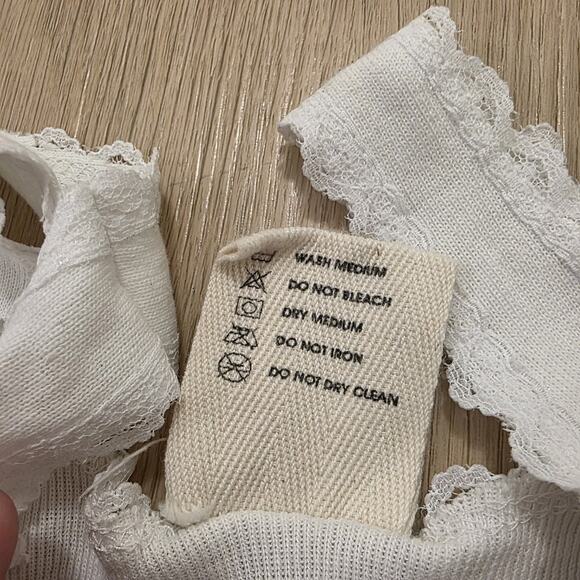 WASH MEDIUM
DO NOT BLEACH
DRY MEDIUM
DO NOT IRON
DO NOT DRY CLEAN